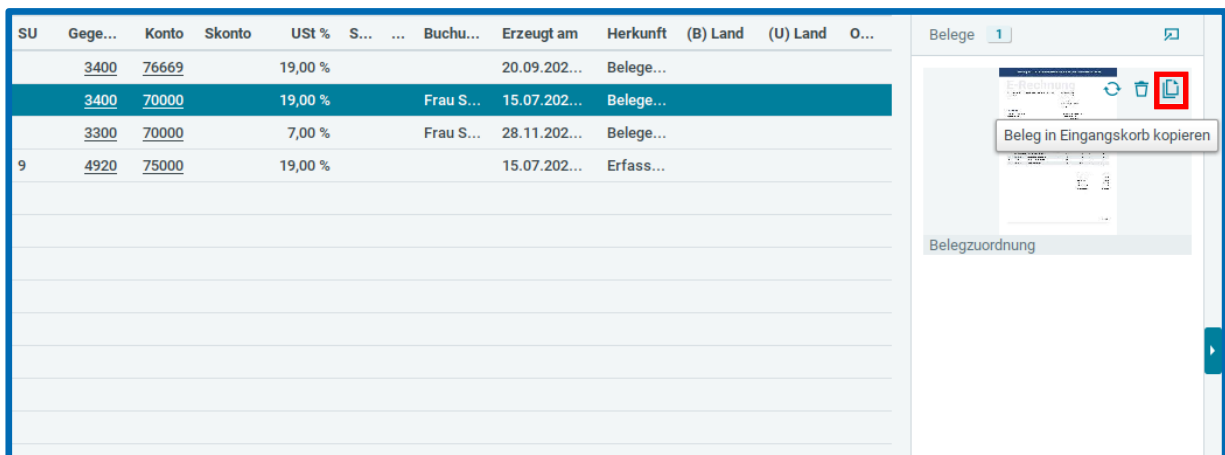 SU Gege... Konto Skonto USt % S... ... Buchu... Erzeugt am Herkunft (B) Land (U) Land O...
3400 76669 19,00 % 20.09.202... Belege...
3400 70000 19,00 % Frau S... 15.07.202... Belege...
3300 70000 7,00 % Frau S... 28.11.202... Belege...
9 4920 75000 19,00 % 15.07.202... Erfass...
Belege 1
E-Rechnung
Beleg in Eingangskorb kopieren
Belegzuordnung